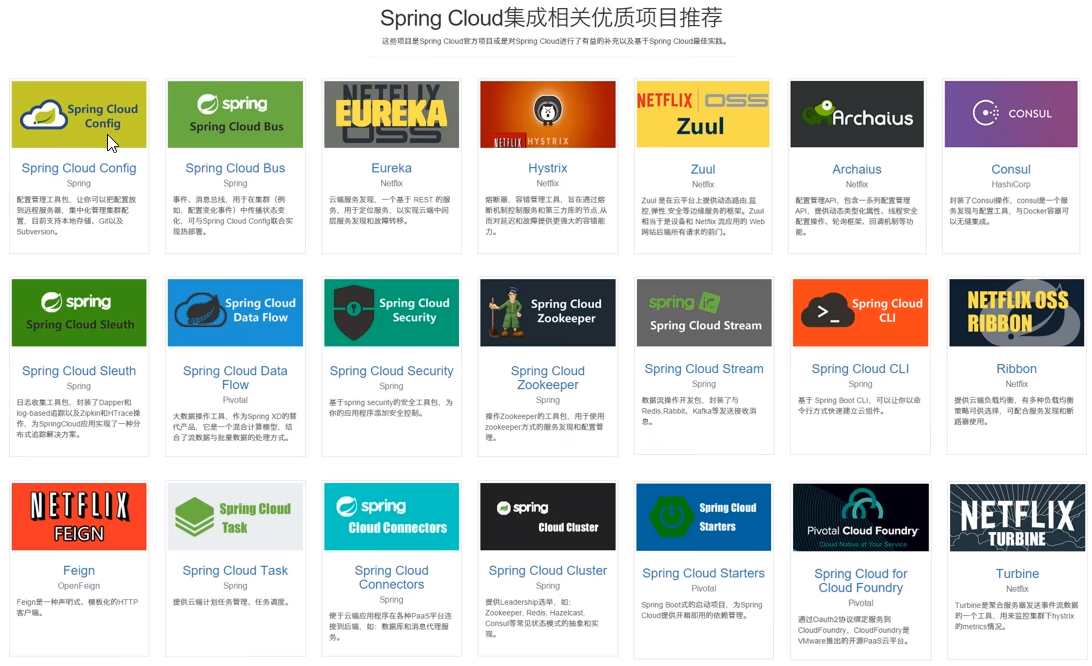 Spring Cloud集成相关优质项目推荐
这些项目是Spring Cloud官方项目或是对Spring Cloud进行了有益的补充以及基于Spring Cloud最佳实践。
Spring Cloud
Config
Spring Cloud Config
Spring
配置管理工具包，让你可以把配置放
到远程服务器，集中化管理集群配
置，目前支持本地存储、Git以及
Subversion。
spring
Spring Cloud Bus
Spring Cloud Bus
Spring
事件、消息总线，用于在集群（例
如，配置变化事件）中传播状态变
化，可与Spring Cloud Config联合实
现热部署。
NETFLIX
EUREKA
OSS
Eureka
Netflix
云端服务发现，一个基于 REST 的服
务，用于定位服务，以实现云端中间
层服务发现和故障转移。
NETFLIX HYSTRIX
Hystrix
Netflix
熔断器，容错管理工具，旨在通过熔
断机制控制服务和第三方库的节点,从
而对延迟和故障提供更强大的容错能
力。
NETFLIX OSS
Zuul
Zuul
Netflix
Zuul 是在云平台上提供动态路由,监
控,弹性,安全等边缘服务的框架。Zuul
相当于是设备和 Netflix 流应用的 Web
网站后端所有请求的前门。
Archaius
Archaius
Netflix
配置管理API，包含一系列配置管理
API，提供动态类型化属性、线程安全
配置操作、轮询框架、回调机制等功
能。
CONSUL
Consul
HashiCorp
封装了Consul操作，consul是一个服
务发现与配置工具，与Docker容器可
以无缝集成。
spring
Spring Cloud Sleuth
Spring Cloud Sleuth
Spring
日志收集工具包，封装了Dapper和
log-based追踪以及Zipkin和HTrace操
作，为SpringCloud应用实现了一种分
布式追踪解决方案。
Spring Cloud
Data Flow
Spring Cloud Data
Flow
Pivotal
大数据操作工具，作为Spring XD的替
代产品，它是一个混合计算模型，结
合了流数据与批量数据的处理方式。
Spring Cloud
Security
Spring Cloud Security
Spring
基于spring security的安全工具包，为
你的应用程序添加安全控制。
Spring Cloud
Zookeeper
Spring Cloud
Zookeeper
Spring
操作Zookeeper的工具包，用于使用
zookeeper方式的服务发现和配置管
理。
spring
Spring Cloud Stream
Spring Cloud Stream
Spring
数据流操作开发包，封装了与
Redis,Rabbit、Kafka等发送接收消
息。
Spring Cloud
CLI
Spring Cloud CLI
Spring
基于 Spring Boot CLI，可以让你以命
令行方式快速建立云组件。
NETFLIX OSS
RIBBON
Ribbon
Netflix
提供云端负载均衡，有多种负载均衡
策略可供选择，可配合服务发现和断
路器使用。
NETFLIX
FEIGN
Feign
OpenFeign
Feign是一种声明式、模板化的HTTP
客户端。
Spring Cloud
Task
Spring Cloud Task
Spring
提供云端计划任务管理、任务调度。
spring
Cloud Connectors
Spring Cloud
Connectors
Spring
便于云端应用程序在各种PaaS平台连
接到后端，如：数据库和消息代理服
务。
spring
Cloud Cluster
Spring Cloud Cluster
Spring
提供Leadership选举，如：
Zookeeper, Redis, Hazelcast,
Consul等常见状态模式的抽象和实
现。
Spring Cloud
Starters
Spring Cloud Starters
Pivotal
Spring Boot式的启动项目，为Spring
Cloud提供开箱即用的依赖管理。
Pivotal Cloud Foundry
Cloud Native at Your Service
Spring Cloud for
Cloud Foundry
Pivotal
通过Oauth2协议绑定服务到
CloudFoundry，CloudFoundry是
VMware推出的开源PaaS云平台。
NETFLIX
TURBINE
Turbine
Netflix
Turbine是聚合服务器发送事件流数据
的一个工具，用来监控集群下hystrix
的metrics情况。